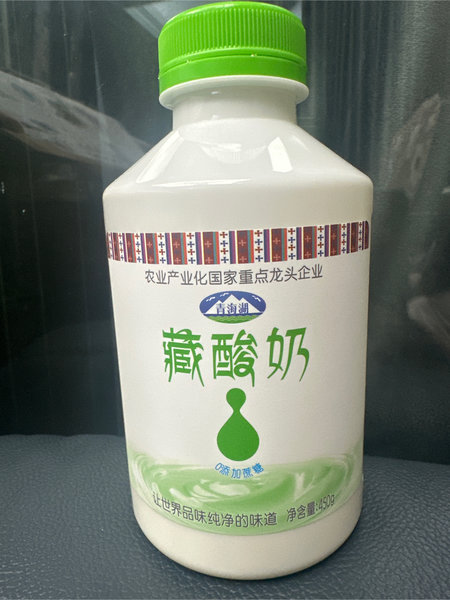 农业产业化国家重点龙头企业
青海湖
藏酸奶
0添加蔗糖
让世界品味纯净的味道 净含量:450g